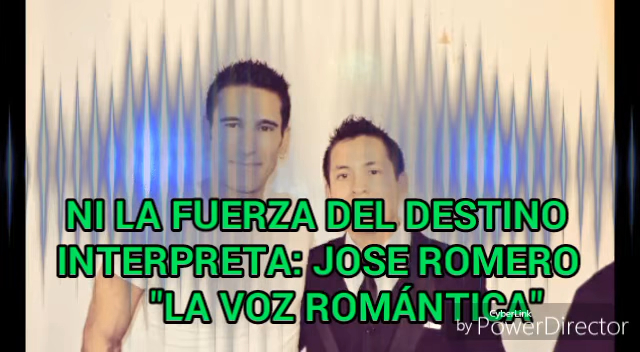 NI LA FUERZA DEL DESTINO
INTERPRETA: JOSE ROMERO
"LA VOZ ROMÁNTICA"
CyberLink
by PowerDirector